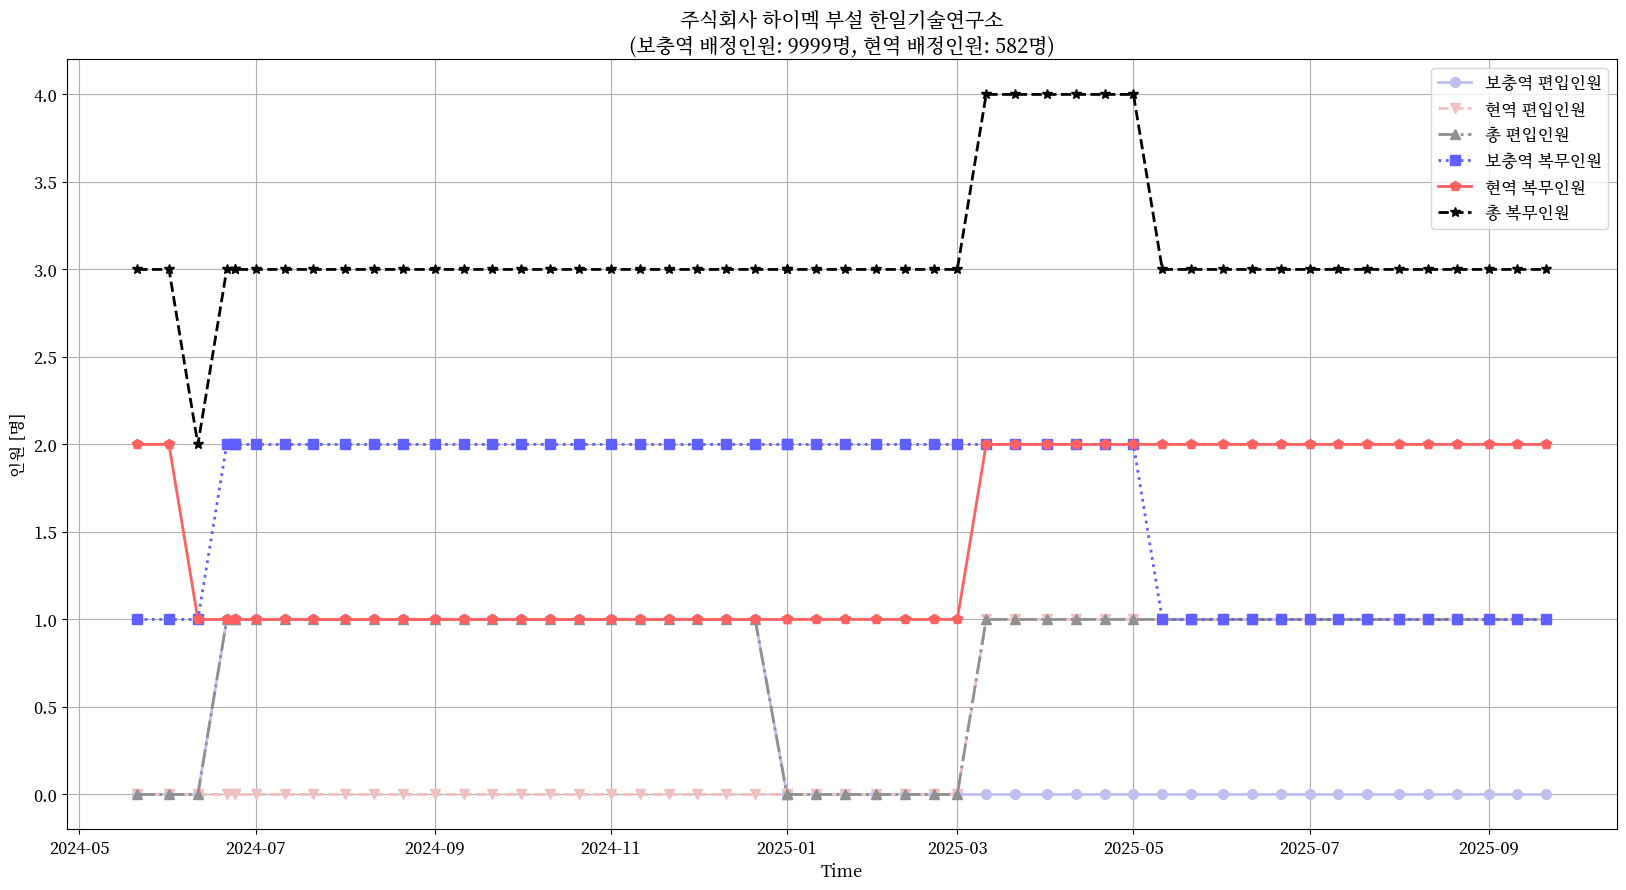 주식회사 하이멕 부설 한일기술연구소
(보충역 배정인원: 9999명, 현역 배정인원: 582명)
보충역 편입인원
현역 편입인원
총 편입인원
보충역 복무인원
현역 복무인원
총 복무인원
인원 [명]
4.0
3.5
3.0
2.5
2.0
1.5
1.0
0.5
0.0
2024-05 2024-07 2024-09 2024-11 2025-01 2025-03 2025-05 2025-07 2025-09
Time